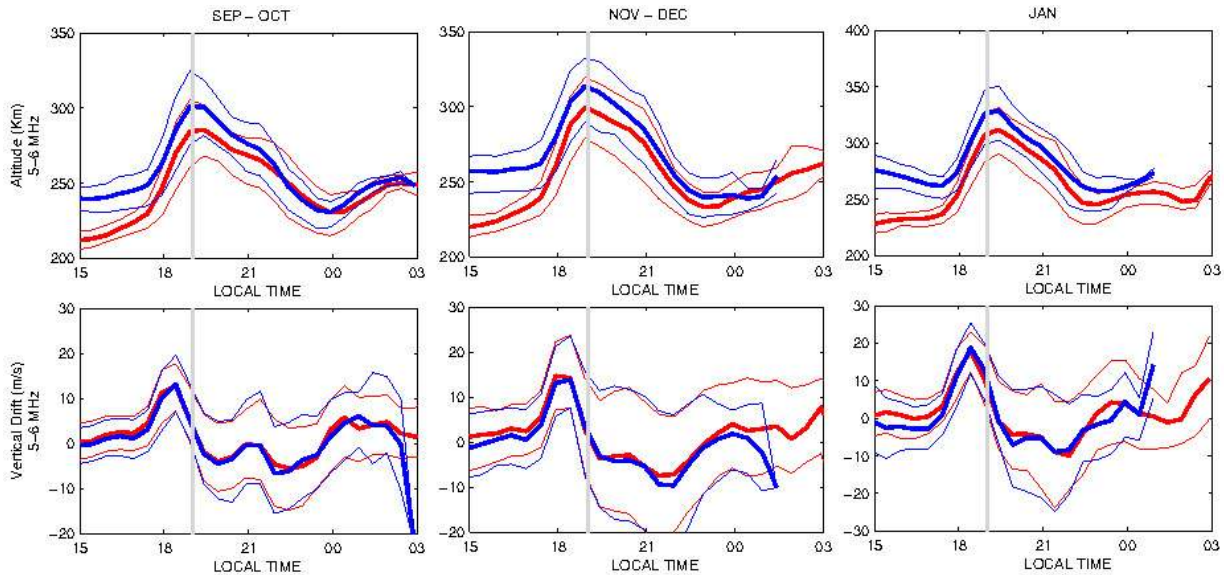 SEP – OCT
NOV – DEC
JAN
Altitude (Km)
5–6 MHz
350
300
250
200
15 18 21 00 03
LOCAL TIME
350
300
250
200
15 18 21 00 03
LOCAL TIME
400
350
300
250
200
15 18 21 00 03
LOCAL TIME
Vertical Drift (m/s)
5–6 MHz
30
20
10
0
−10
−20
15 18 21 00 03
LOCAL TIME
30
20
10
0
−10
−20
15 18 21 00 03
LOCAL TIME
30
20
10
0
−10
−20
−30
15 18 21 00 03
LOCAL TIME